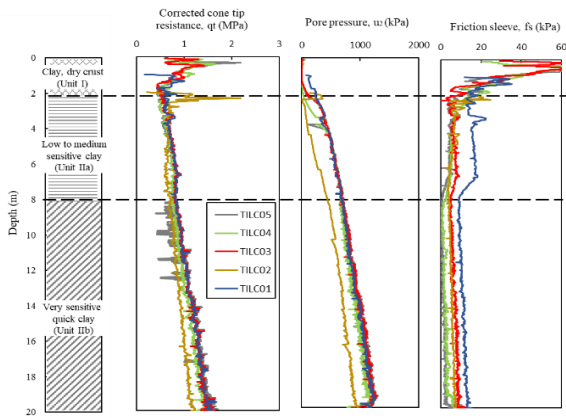 Corrected cone tip
resistance, qt (MPa)
Pore pressure, u2 (kPa)
Friction sleeve, fs (kPa)
0 1 2 3
0 1000 2000
0 20 40 60
Depth (m)
0
2
4
6
8
10
12
14
16
18
20
Clay, dry crust
(Unit I)
Low to medium
sensitive clay
(Unit IIa)
Very sensitive
quick clay
(Unit IIb)
TILC05
TILC04
TILC03
TILC02
TILC01